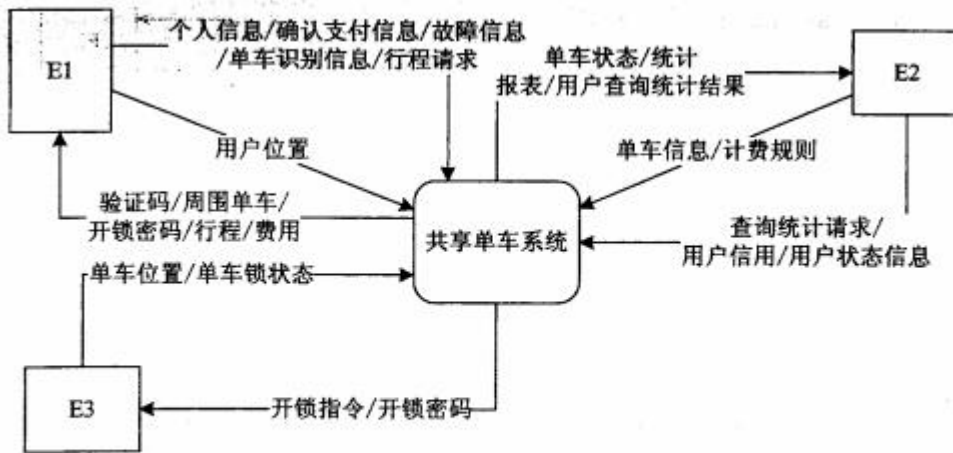 个人信息/确认支付信息/故障信息
/单车识别信息/行程请求
E1
单车状态/统计
报表/用户查询统计结果
E2
用户位置
单车信息/计费规则
验证码/周围单车/
开锁密码/行程/费用
共享单车系统
查询统计请求/
用户信用/用户状态信息
单车位置/单车锁状态
E3
开锁指令/开锁密码